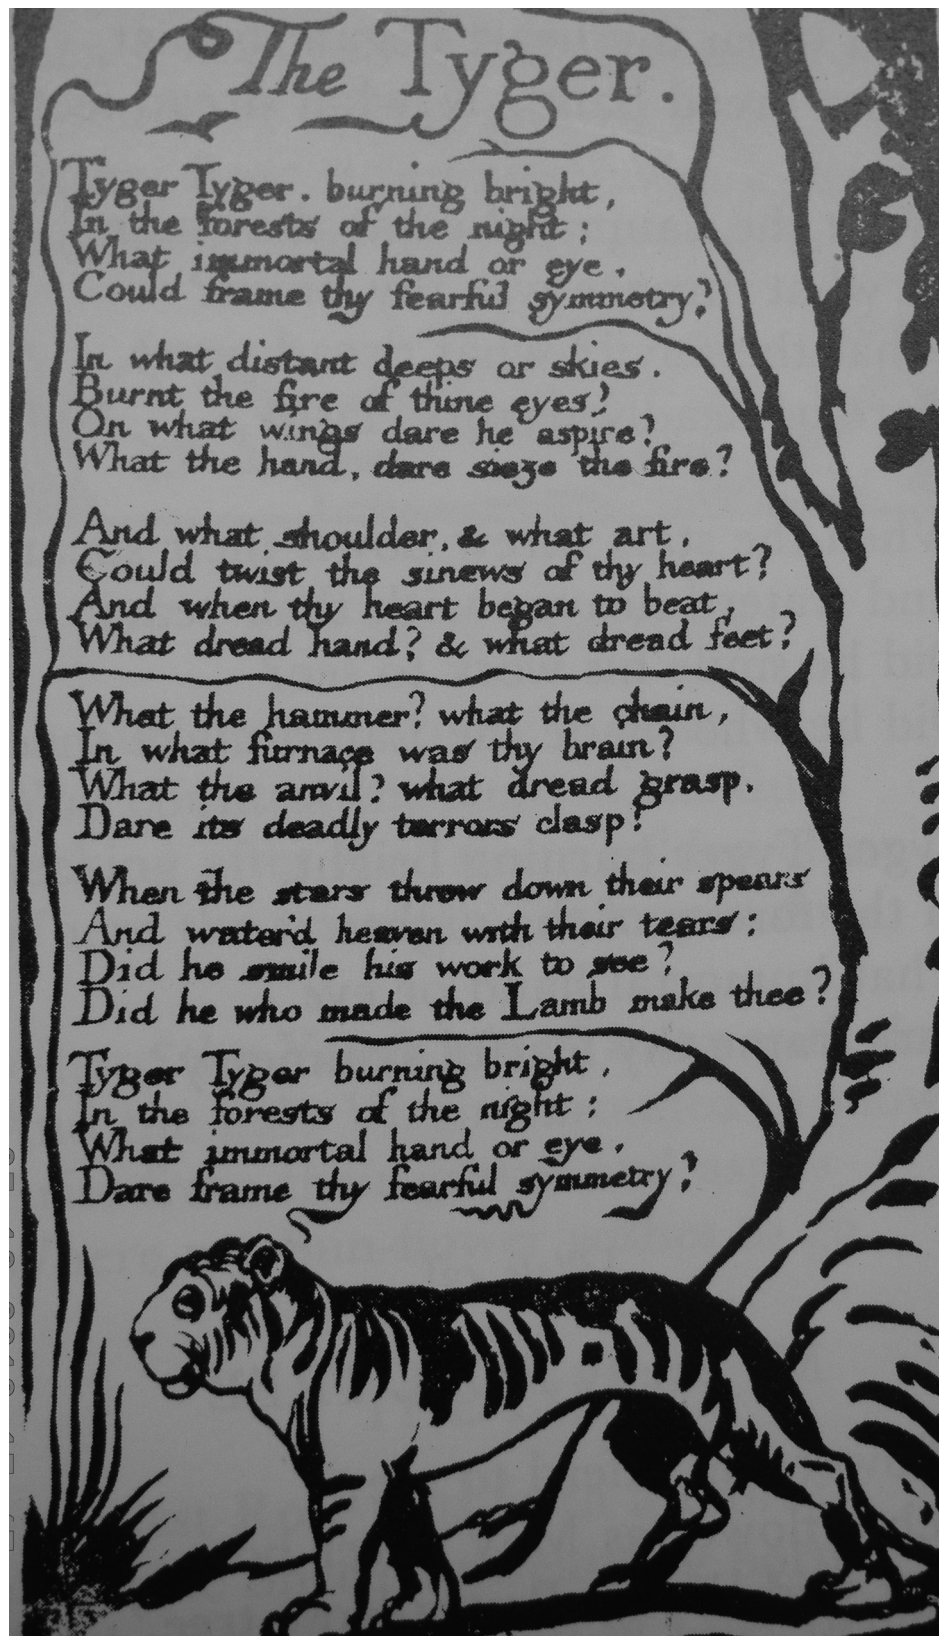 The Tyger.
Tyger Tyger. burning bright,
In the forests of the night;
What immortal hand or eye.
Could frame thy fearful symmetry?
In what distant deeps or skies.
Burnt the fire of thine eyes?
On what wings dare he aspire?
What the hand, dare sieze the fire?
And what shoulder, & what art,
Could twist the sinews of thy heart?
And when thy heart began to beat,
What dread hand? & what dread feet?
What the hammer? what the chain,
In what furnace was thy brain?
What the anvil? what dread grasp.
Dare its deadly terrors clasp!
When the stars threw down their spears
And water'd heaven with their tears:
Did he smile his work to see?
Did he who made the Lamb make thee?
Tyger Tyger burning bright,
In the forests of the night:
What immortal hand or eye.
Dare frame thy fearful symmetry?